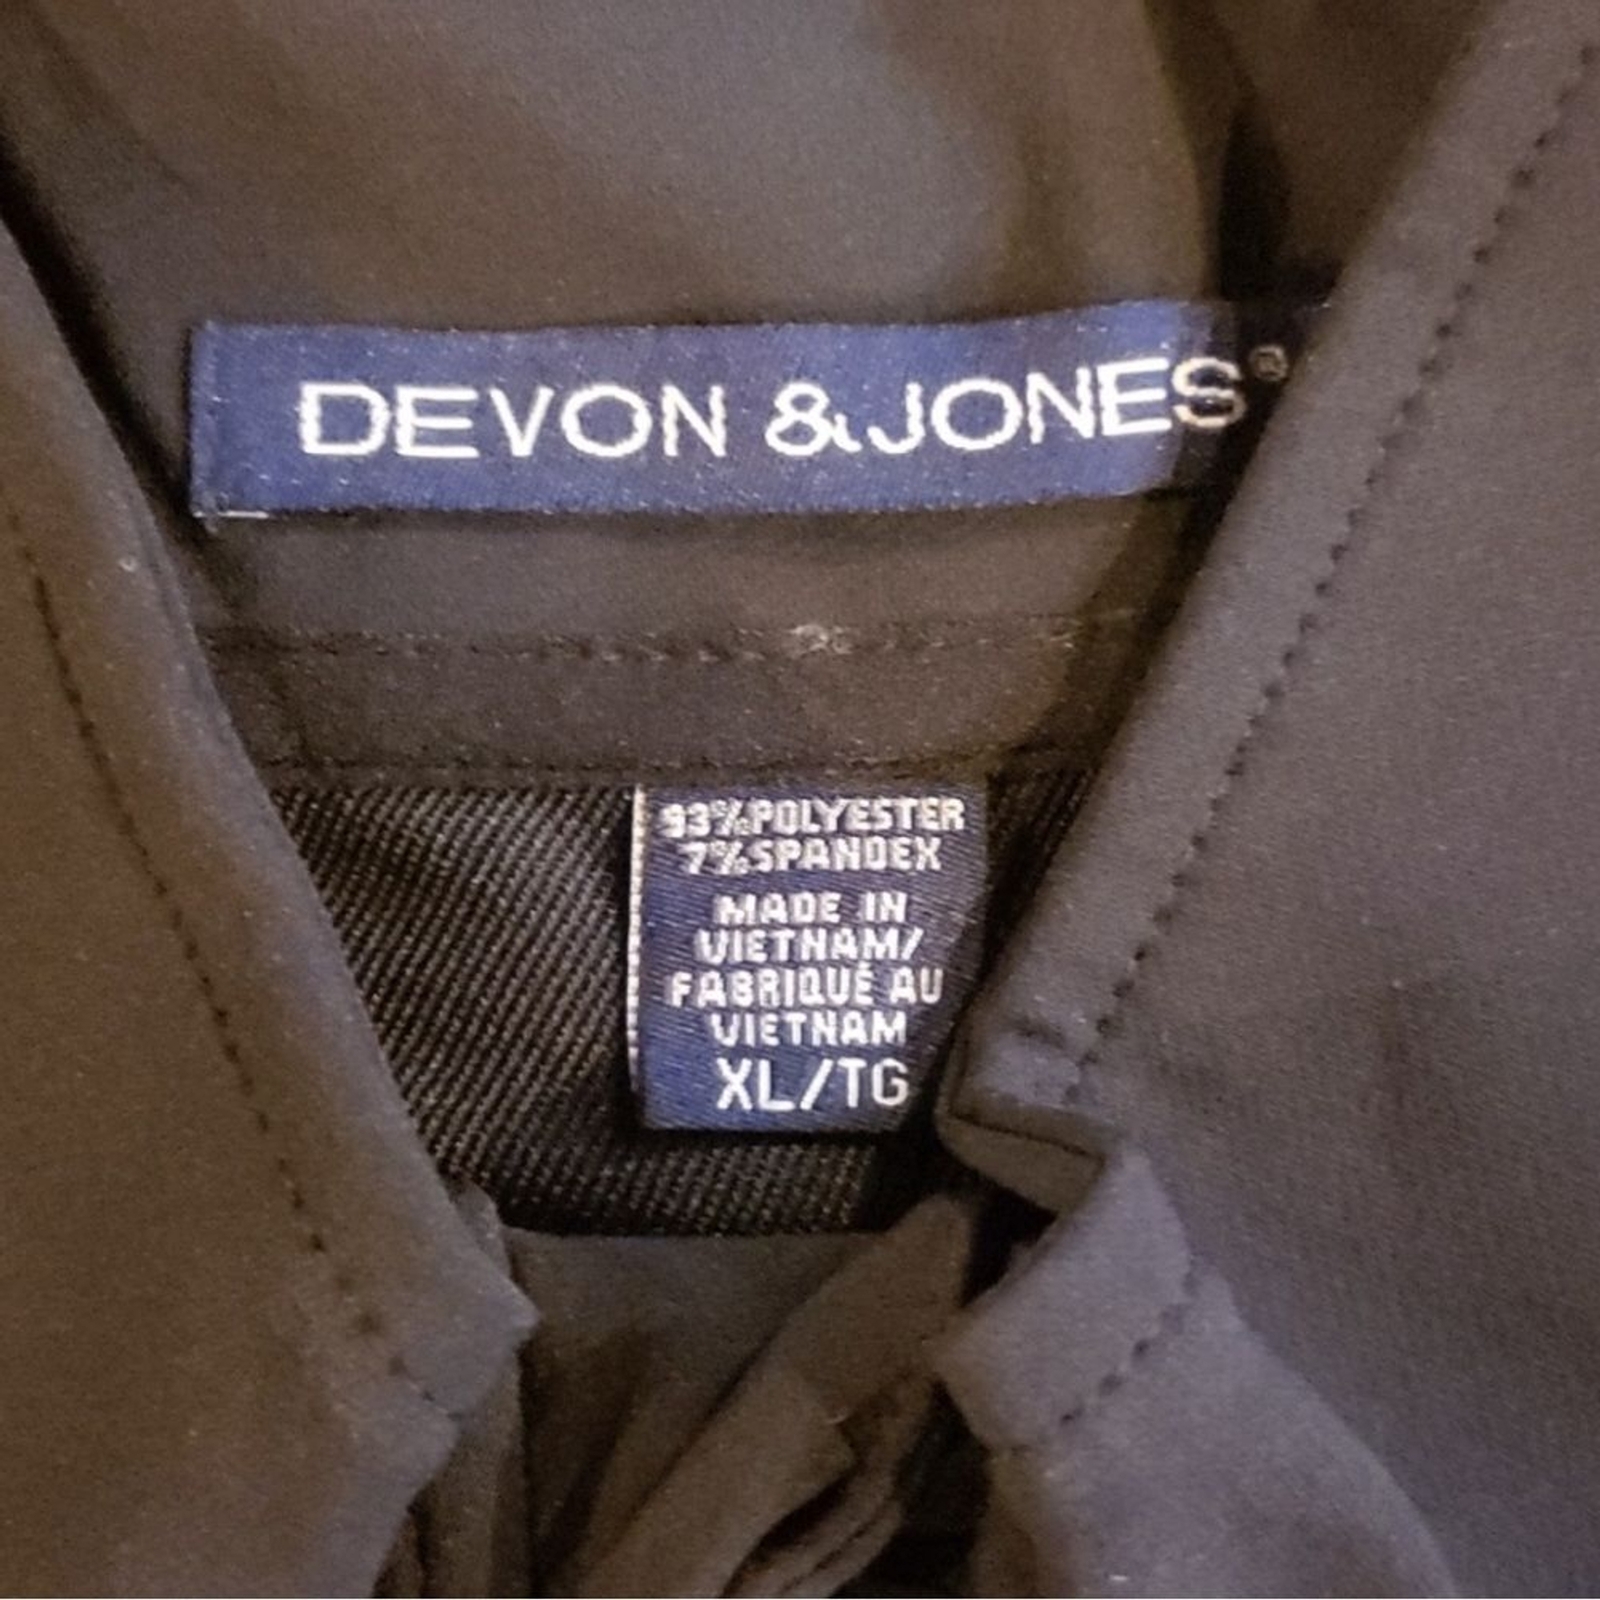 DEVON & JONES®
93% POLYESTER
7% SPANDEX
MADE IN
VIETNAM/
FABRIQUÉ AU
VIETNAM
XL/TG